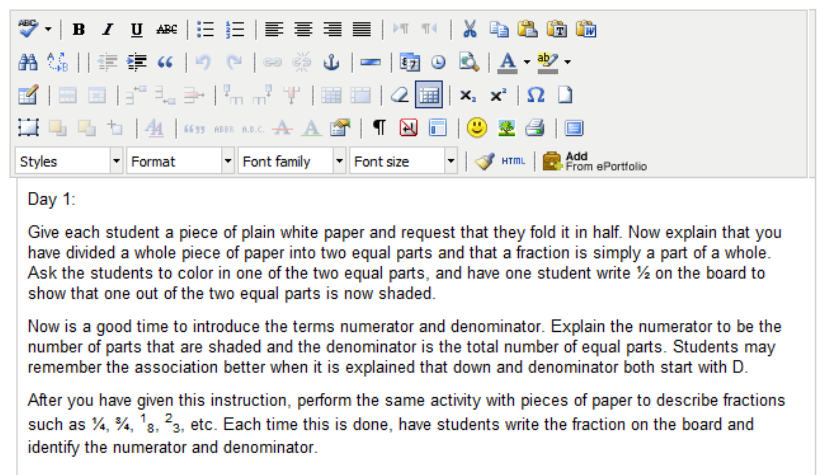 ABC
B I U ABC
A ab
x₂ x² Ω
A 6699 ABBR A.B.C. A A ¶
Styles Format Font family Font size HTML Add
From ePortfolio
Day 1:
Give each student a piece of plain white paper and request that they fold it in half. Now explain that you
have divided a whole piece of paper into two equal parts and that a fraction is simply a part of a whole.
Ask the students to color in one of the two equal parts, and have one student write ½ on the board to
show that one out of the two equal parts is now shaded.
Now is a good time to introduce the terms numerator and denominator. Explain the numerator to be the
number of parts that are shaded and the denominator is the total number of equal parts. Students may
remember the association better when it is explained that down and denominator both start with D.
After you have given this instruction, perform the same activity with pieces of paper to describe fractions
such as ¼, ¾, ¹₈, ²₃, etc. Each time this is done, have students write the fraction on the board and
identify the numerator and denominator.